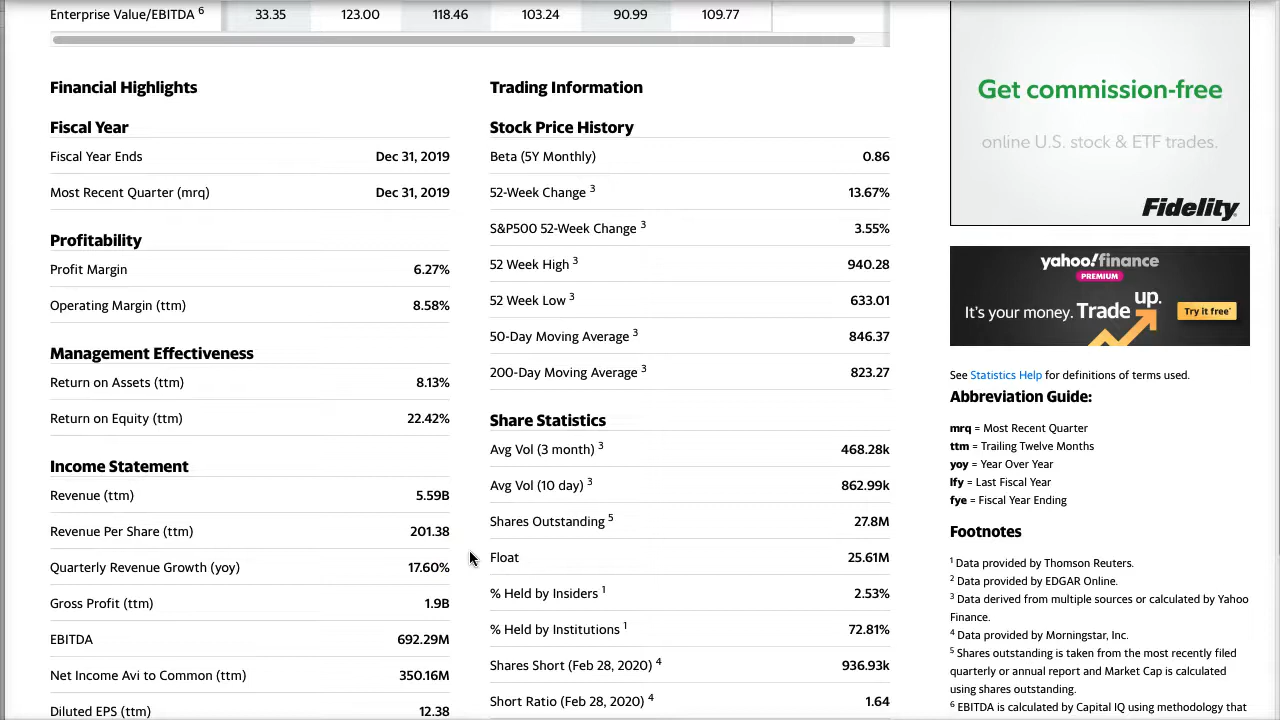 Enterprise Value/EBITDA 6 33.35 123.00 118.46 103.24 90.99 109.77
Financial Highlights
Fiscal Year
Fiscal Year Ends Dec 31, 2019
Most Recent Quarter (mrq) Dec 31, 2019
Profitability
Profit Margin 6.27%
Operating Margin (ttm) 8.58%
Management Effectiveness
Return on Assets (ttm) 8.13%
Return on Equity (ttm) 22.42%
Income Statement
Revenue (ttm) 5.59B
Revenue Per Share (ttm) 201.38
Quarterly Revenue Growth (yoy) 17.60%
Gross Profit (ttm) 1.9B
EBITDA 692.29M
Net Income Avi to Common (ttm) 350.16M
Diluted EPS (ttm) 12.38
Trading Information
Stock Price History
Beta (5Y Monthly) 0.86
52-Week Change 3 13.67%
S&P500 52-Week Change 3 3.55%
52 Week High 3 940.28
52 Week Low 3 633.01
50-Day Moving Average 3 846.37
200-Day Moving Average 3 823.27
Share Statistics
Avg Vol (3 month) 3 468.28k
Avg Vol (10 day) 3 862.99k
Shares Outstanding 5 27.8M
Float 25.61M
% Held by Insiders 1 2.53%
% Held by Institutions 1 72.81%
Shares Short (Feb 28, 2020) 4 936.93k
Short Ratio (Feb 28, 2020) 4 1.64
Get commission-free
online U.S. stock & ETF trades.
Fidelity
yahoo!finance
PREMIUM
It's your money. Trade up.
Try it free*
See Statistics Help for definitions of terms used.
Abbreviation Guide:
mrq = Most Recent Quarter
ttm = Trailing Twelve Months
yoy = Year Over Year
lfy = Last Fiscal Year
fye = Fiscal Year Ending
Footnotes
1 Data provided by Thomson Reuters.
2 Data provided by EDGAR Online.
3 Data derived from multiple sources or calculated by Yahoo
Finance.
4 Data provided by Morningstar, Inc.
5 Shares outstanding is taken from the most recently filed
quarterly or annual report and Market Cap is calculated
using shares outstanding.
6 EBITDA is calculated by Capital IQ using methodology that